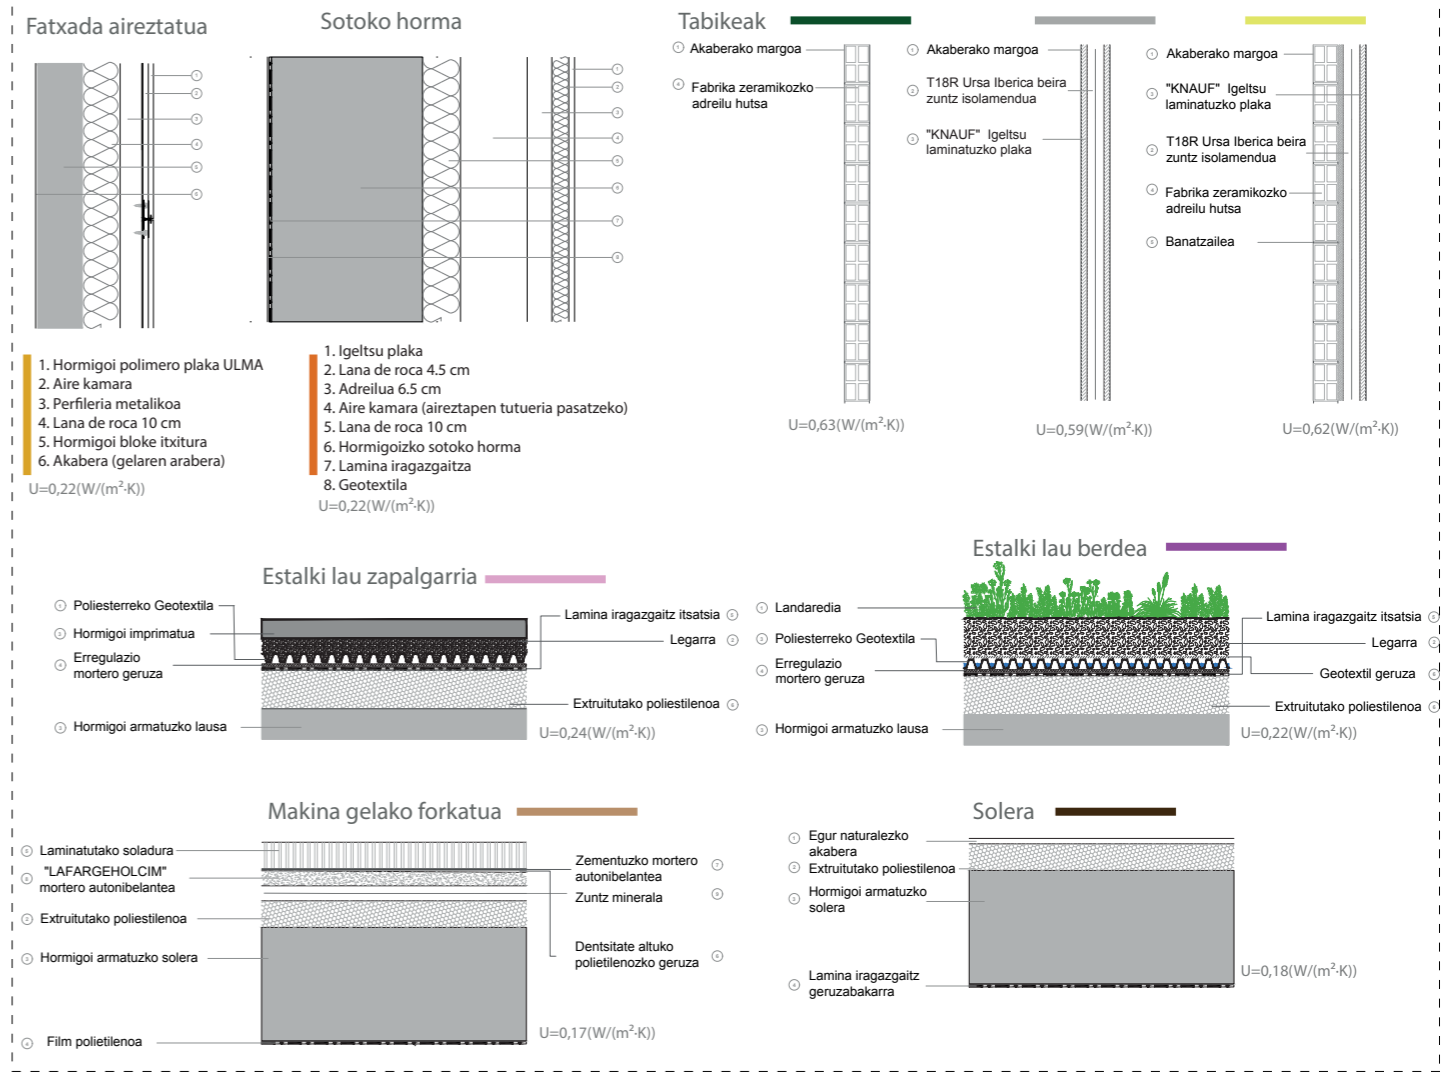 Fatxada aireztatua
1. Hormigoi polimero plaka ULMA
2. Aire kamara
3. Perfileria metalikoa
4. Lana de roca 10 cm
5. Hormigoi bloke itxitura
6. Akabera (gelaren arabera)
U=0,22(W/(m²·K))
Sotoko horma
1. Igeltsu plaka
2. Lana de roca 4.5 cm
3. Adreilua 6.5 cm
4. Aire kamara (aireztapen tutueria pasatzeko)
5. Lana de roca 10 cm
6. Hormigoizko sotoko horma
7. Lamina iragazgaitza
8. Geotextila
U=0,22(W/(m²·K))
Tabikeak
Akaberako margoa
Fabrika zeramikozko
adreilu hutsa
U=0,63(W/(m²·K))
Akaberako margoa
T18R Ursa Iberica beira
zuntz isolamendua
"KNAUF" Igeltsu
laminatuzko plaka
U=0,59(W/(m²·K))
Akaberako margoa
"KNAUF" Igeltsu
laminatuzko plaka
T18R Ursa Iberica beira
zuntz isolamendua
Fabrika zeramikozko
adreilu hutsa
Banatzailea
U=0,62(W/(m²·K))
Estalki lau zapalgarria
Poliesterreko Geotextila
Hormigoi imprimatua
Erregulazio
mortero geruza
Hormigoi armatuzko lausa
Lamina iragazgaitz itsatsia
Legarra
Extruitutako poliestilenoa
U=0,24(W/(m²·K))
Estalki lau berdea
Landaredia
Poliesterreko Geotextila
Erregulazio
mortero geruza
Hormigoi armatuzko lausa
Lamina iragazgaitz itsatsia
Legarra
Geotextil geruza
Extruitutako poliestilenoa
U=0,22(W/(m²·K))
Makina gelako forkatua
Laminatutako soladura
"LAFARGEHOLCIM"
mortero autonibelantea
Extruitutako poliestilenoa
Hormigoi armatuzko solera
Film polietilenoa
Zementuzko mortero
autonibelantea
Zuntz minerala
Dentsitate altuko
polietilenozko geruza
U=0,17(W/(m²·K))
Solera
Egur naturalezko
akabera
Extruitutako poliestilenoa
Hormigoi armatuzko
solera
Lamina iragazgaitz
geruzabakarra
U=0,18(W/(m²·K))